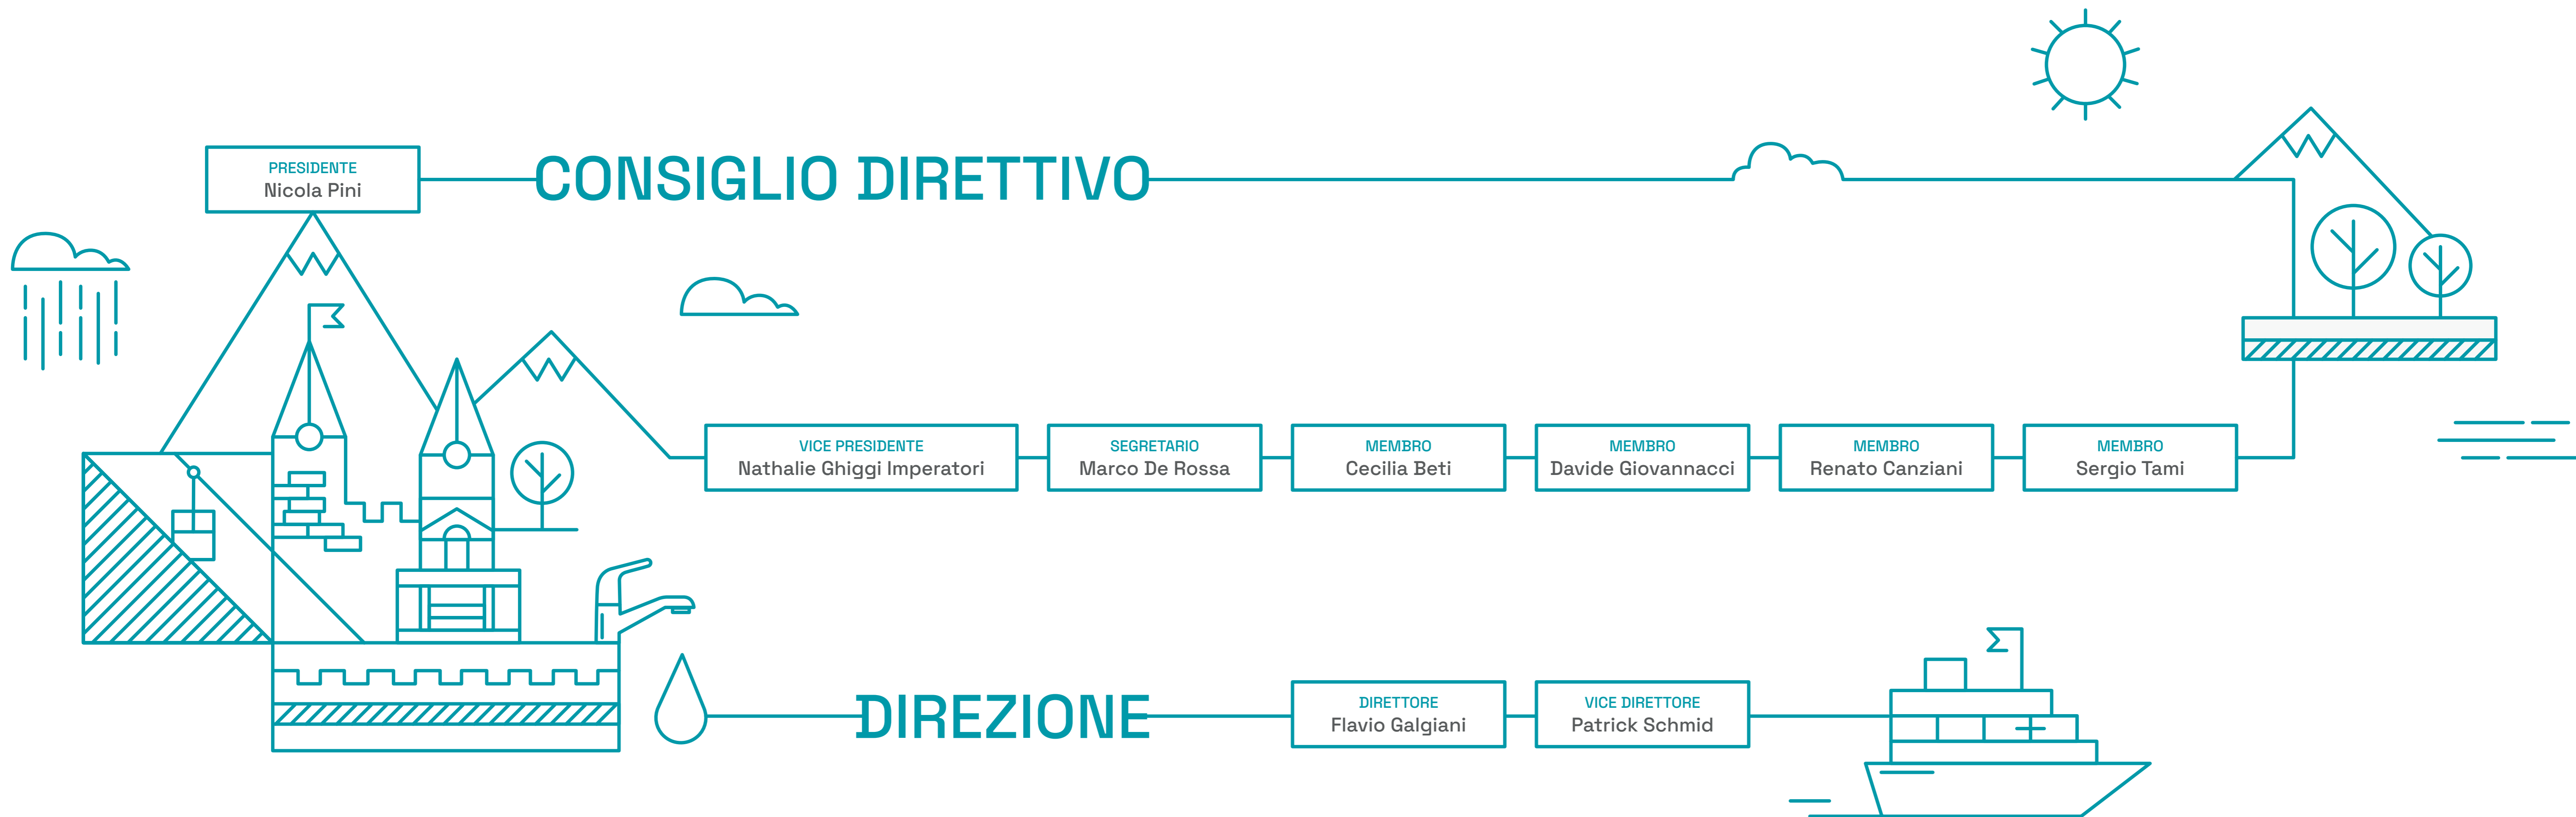 PRESIDENTE
Nicola Pini
CONSIGLIO DIRETTIVO
VICE PRESIDENTE
Nathalie Ghiggi Imperatori
SEGRETARIO
Marco De Rossa
MEMBRO
Cecilia Beti
MEMBRO
Davide Giovannacci
MEMBRO
Renato Canziani
MEMBRO
Sergio Tami
DIREZIONE
DIRETTORE
Flavio Galgiani
VICE DIRETTORE
Patrick Schmid